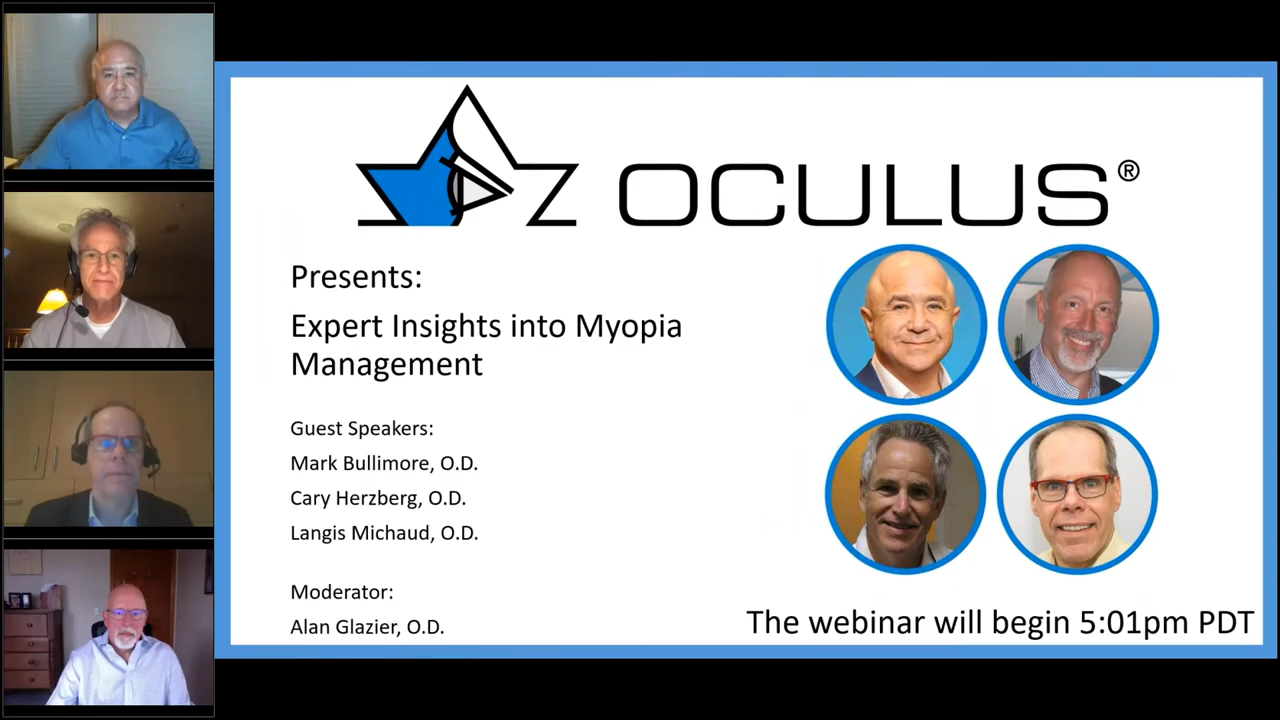 OCULUS®
Presents:
Expert Insights into Myopia
Management
Guest Speakers:
Mark Bullimore, O.D.
Cary Herzberg, O.D.
Langis Michaud, O.D.
Moderator:
Alan Glazier, O.D.
The webinar will begin 5:01pm PDT